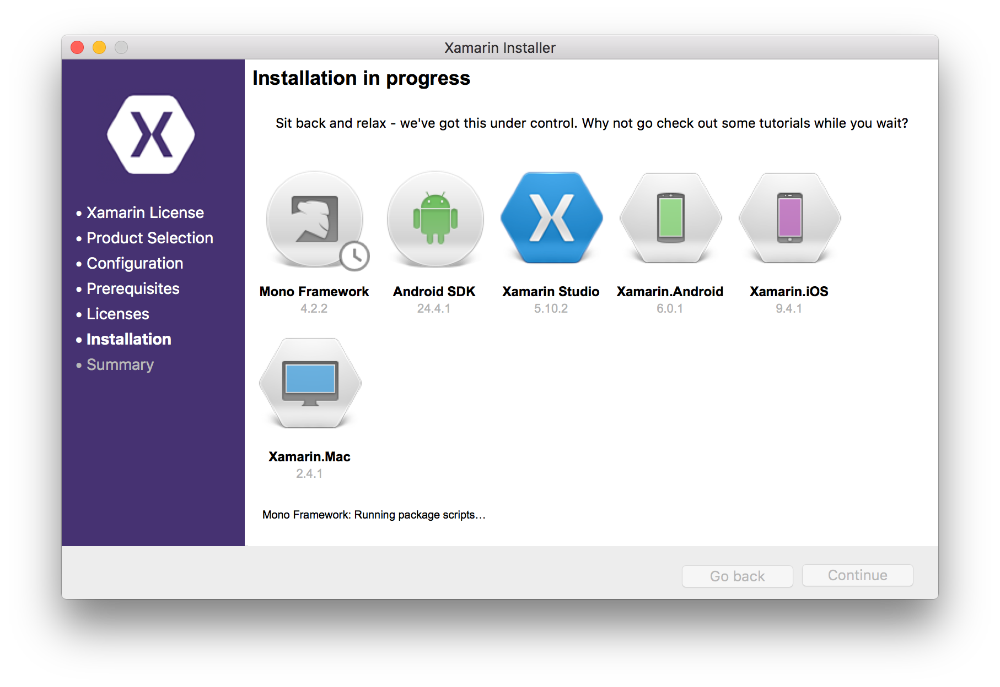 Xamarin Installer
Installation in progress
Sit back and relax - we've got this under control. Why not go check out some tutorials while you wait?
• Xamarin License
• Product Selection
• Configuration
• Prerequisites
• Licenses
• Installation
• Summary
Mono Framework
4.2.2
Android SDK
24.4.1
Xamarin Studio
5.10.2
Xamarin.Android
6.0.1
Xamarin.iOS
9.4.1
Xamarin.Mac
2.4.1
Mono Framework: Running package scripts…
Go back
Continue